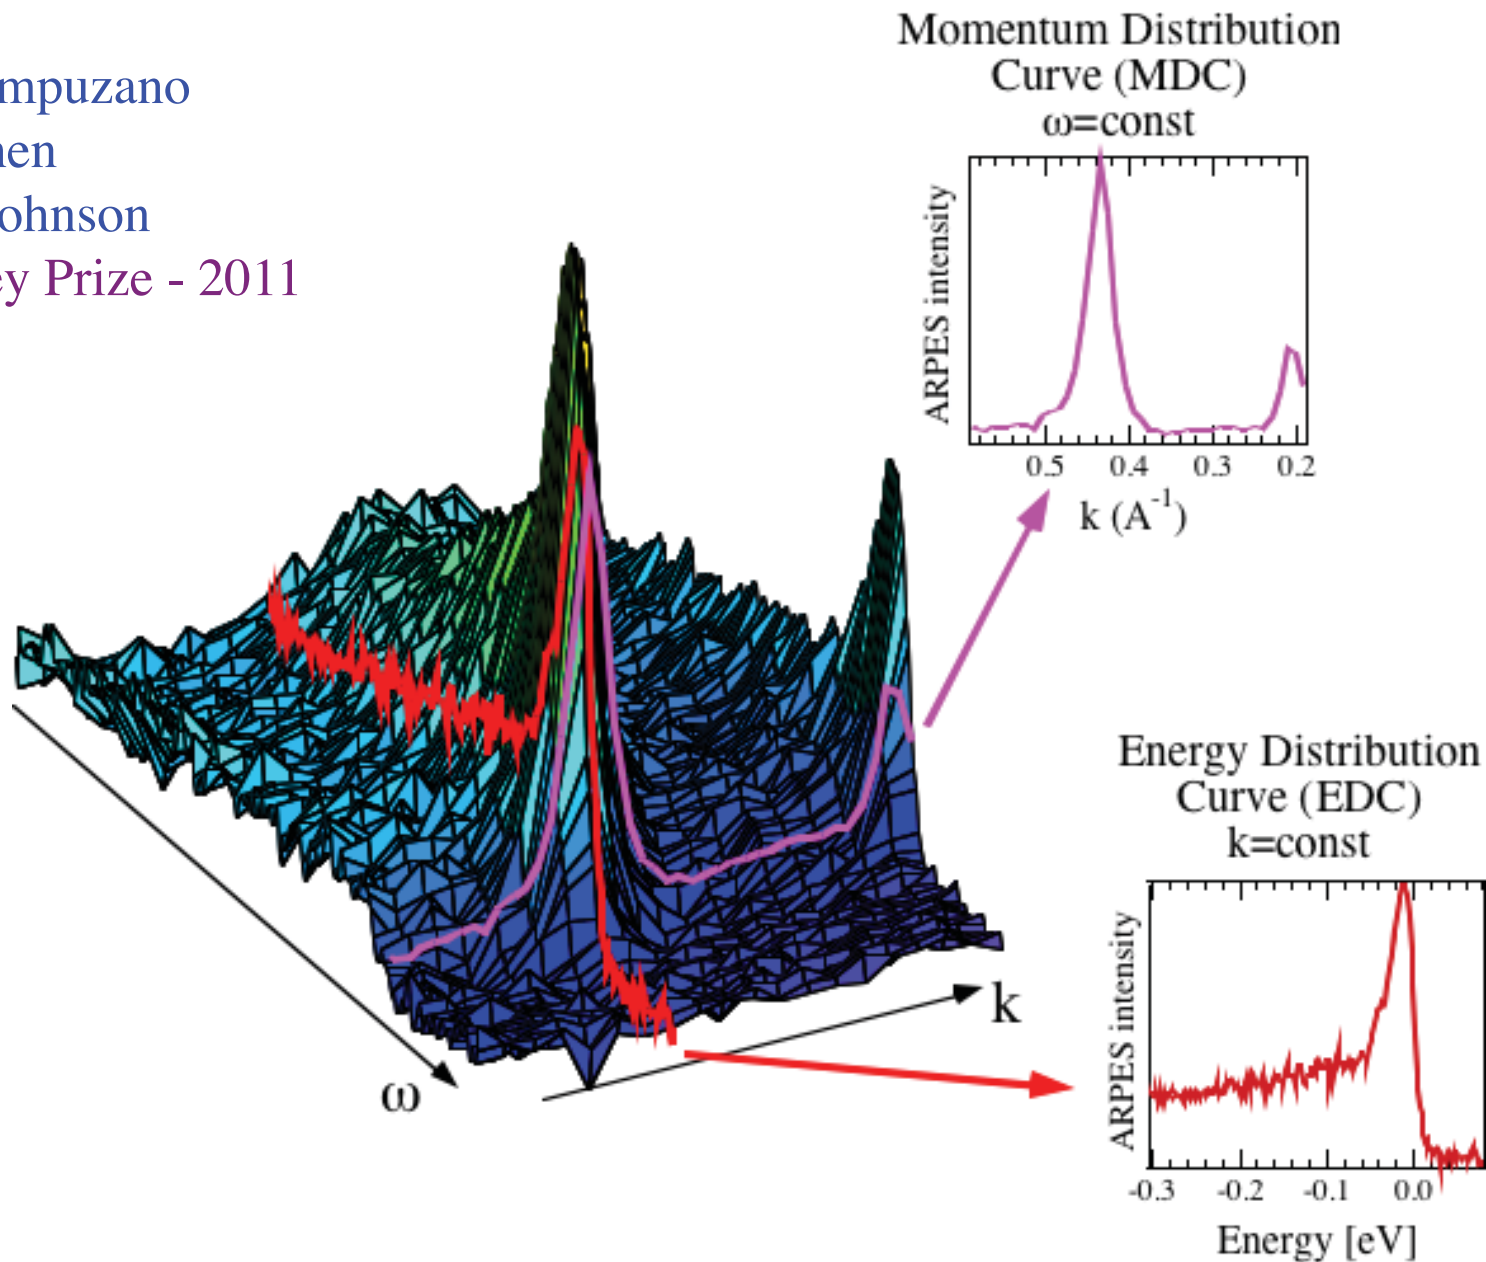 mpuzano
hen
ohnson
ey Prize - 2011
Momentum Distribution
Curve (MDC)
ω=const
ARPES intensity
0.5 0.4 0.3 0.2
k (A⁻¹)
Energy Distribution
Curve (EDC)
k=const
ARPES intensity
-0.3 -0.2 -0.1 0.0
Energy [eV]
k
ω